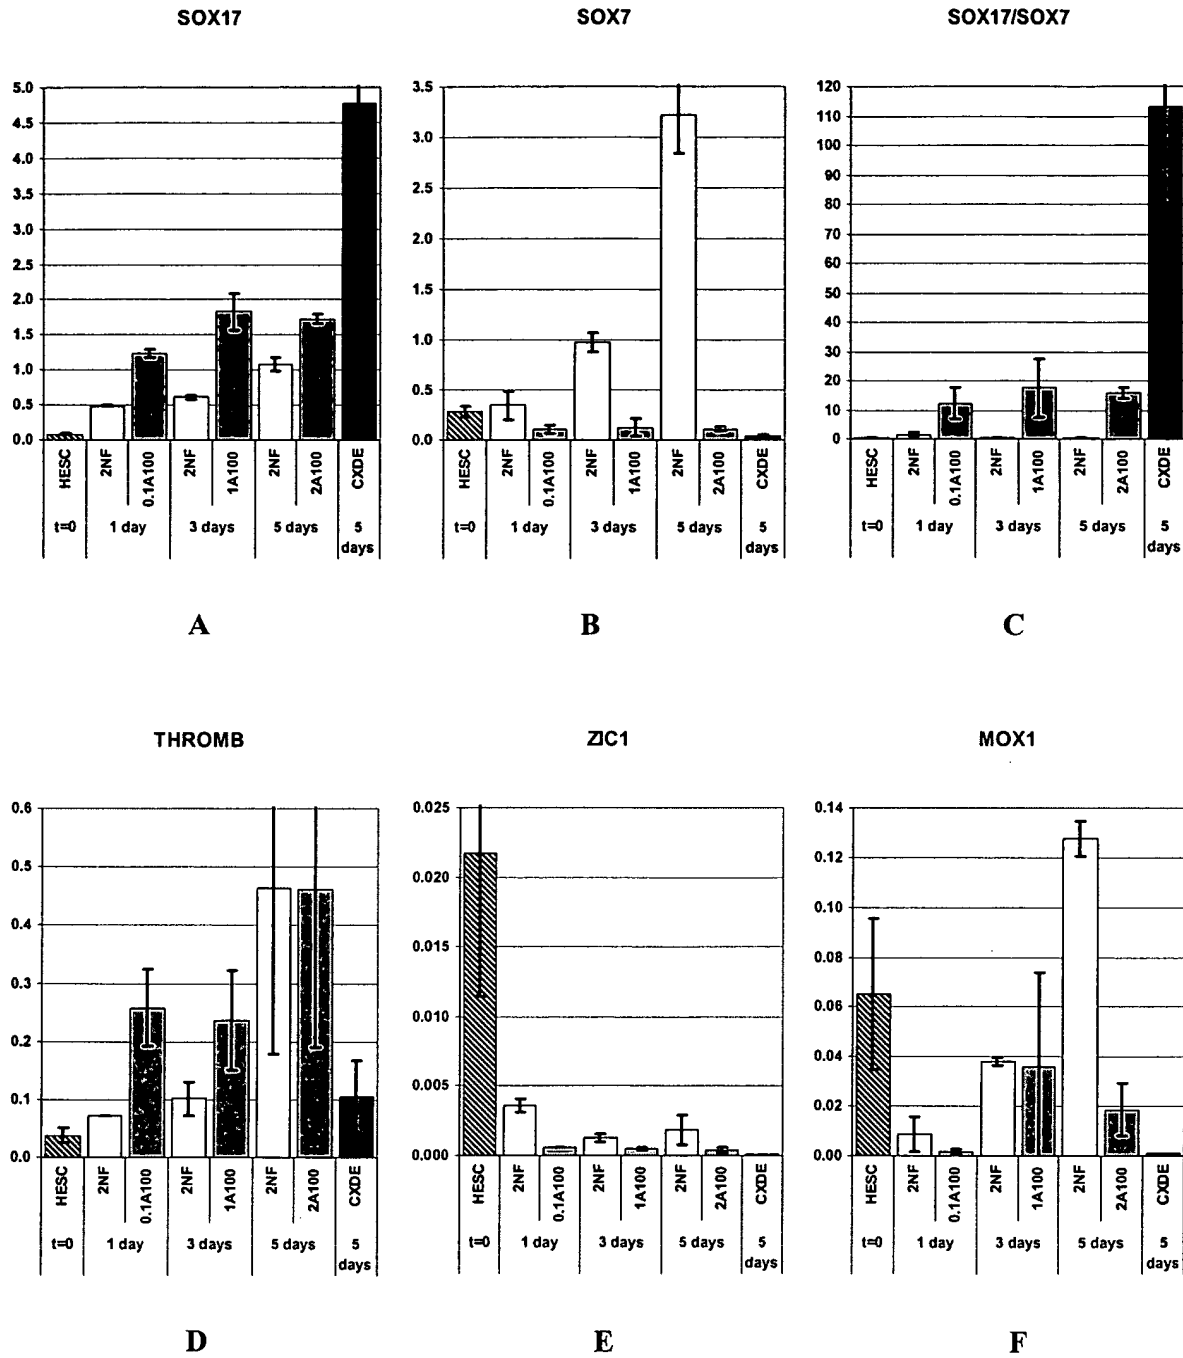 SOX17
SOX7
SOX17/SOX7
5.0
4.5
4.0
3.5
3.0
2.5
2.0
1.5
1.0
0.5
0.0
HESC
2NF
0.1A100
2NF
1A100
2NF
2A100
CXDE
t=0
1 day
3 days
5 days
5
days
3.5
3.0
2.5
2.0
1.5
1.0
0.5
0.0
HESC
2NF
0.1A100
2NF
1A100
2NF
2A100
CXDE
t=0
1 day
3 days
5 days
5
days
120
110
100
90
80
70
60
50
40
30
20
10
0
HESC
2NF
0.1A100
2NF
1A100
2NF
2A100
CXDE
t=0
1 day
3 days
5 days
5
days
A
B
C
THROMB
ZIC1
MOX1
0.6
0.5
0.4
0.3
0.2
0.1
0.0
HESC
2NF
0.1A100
2NF
1A100
2NF
2A100
CXDE
t=0
1 day
3 days
5 days
5
days
0.025
0.020
0.015
0.010
0.005
0.000
HESC
2NF
0.1A100
2NF
1A100
2NF
2A100
CXDE
t=0
1 day
3 days
5 days
5
days
0.14
0.12
0.10
0.08
0.06
0.04
0.02
0.00
HESC
2NF
0.1A100
2NF
1A100
2NF
2A100
CXDE
t=0
1 day
3 days
5 days
5
days
D
E
F